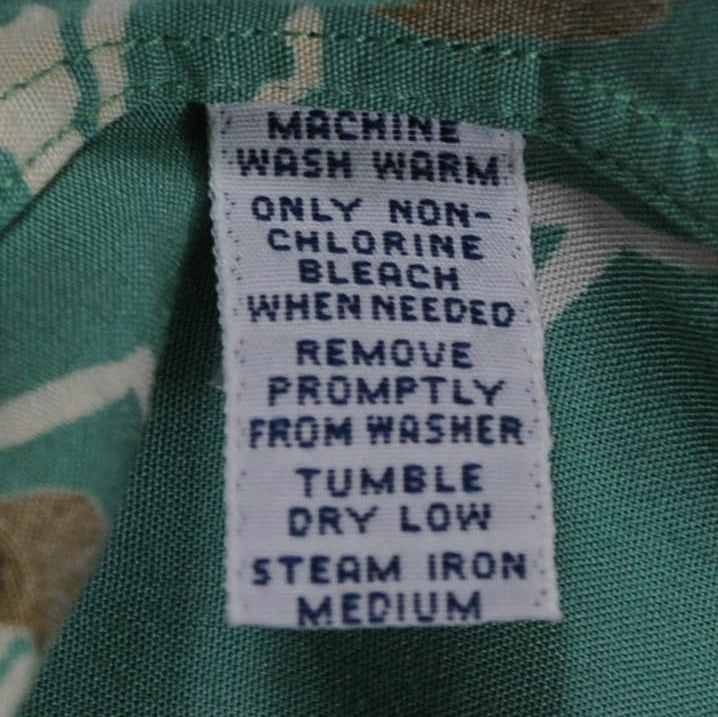 MACHINE
WASH WARM
ONLY NON-
CHLORINE
BLEACH
WHEN NEEDED
REMOVE
PROMPTLY
FROM WASHER
TUMBLE
DRY LOW
STEAM IRON
MEDIUM